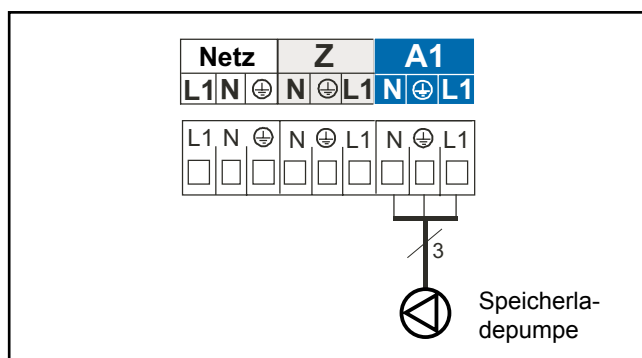 Netz Z A1
L1 N ⏚ N ⏚ L1 N ⏚ L1
L1 N ⏚ N ⏚ L1 N ⏚ L1
3
Speicherla-
depumpe